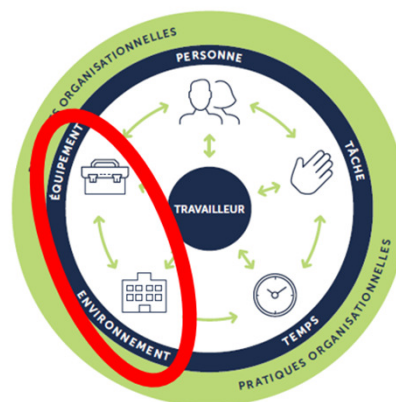 ORGANISATIONNELLES
PERSONNE
ÉQUIPEMENT
TÂCHE
TRAVAILLEUR
ENVIRONNEMENT
TEMPS
PRATIQUES ORGANISATIONNELLES